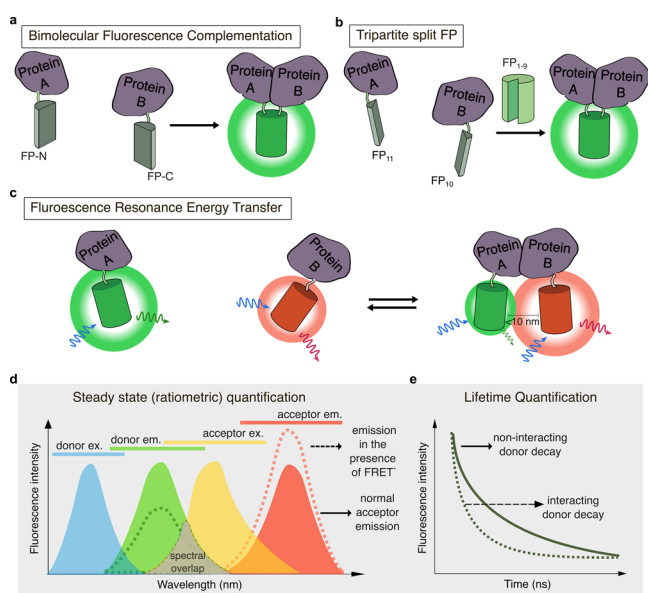 a
Bimolecular Fluorescence Complementation
Protein
A
FP-N
Protein
B
FP-C
Protein
A
Protein
B
b
Tripartite split FP
Protein
A
FP11
Protein
B
FP10
FP1-9
Protein
A
Protein
B
c
Fluroescence Resonance Energy Transfer
Protein
A
Protein
B
Protein
A
Protein
B
<10 nm
d
Steady state (ratiometric) quantification
Fluorescence intensity
donor ex.
donor em.
acceptor ex.
acceptor em.
spectral
overlap
emission
in the
presence
of FRET`
normal
acceptor
emission
Wavelength (nm)
e
Lifetime Quantification
Fluorescence intensity
non-interacting
donor decay
interacting
donor decay
Time (ns)